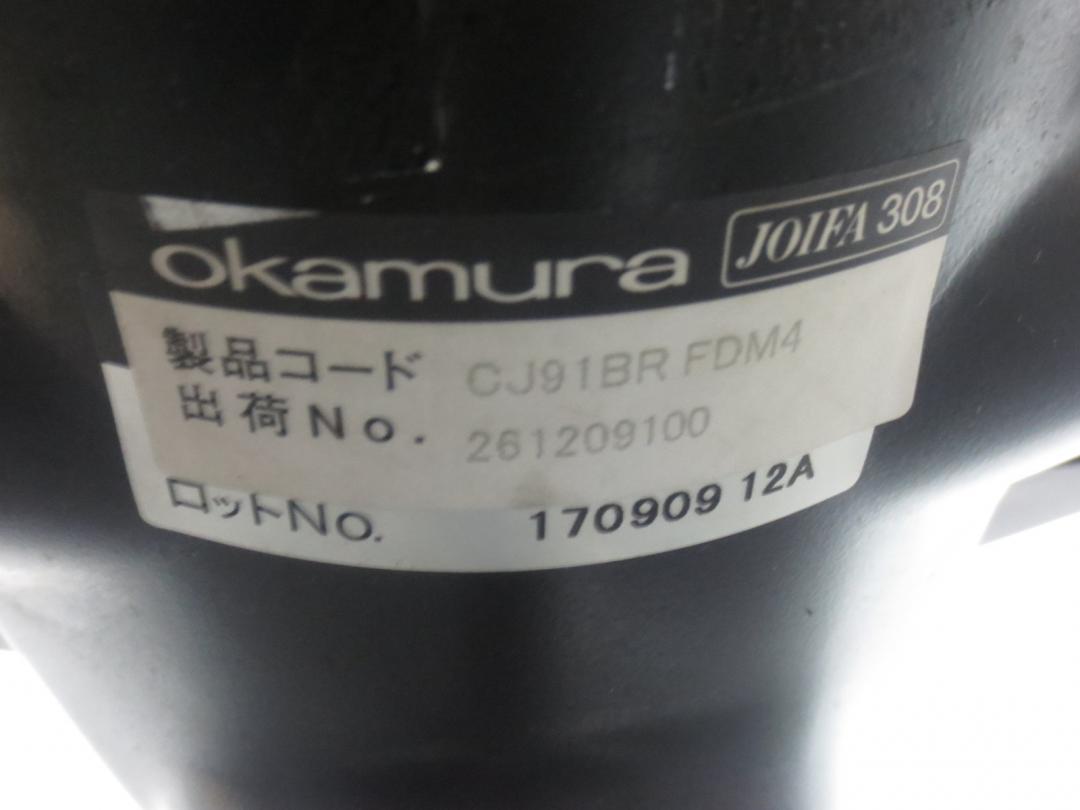 okamura JOIFA 308
製品コード CJ91BR FDM4
出荷No. 261209100
ロットNo. 170909 12A